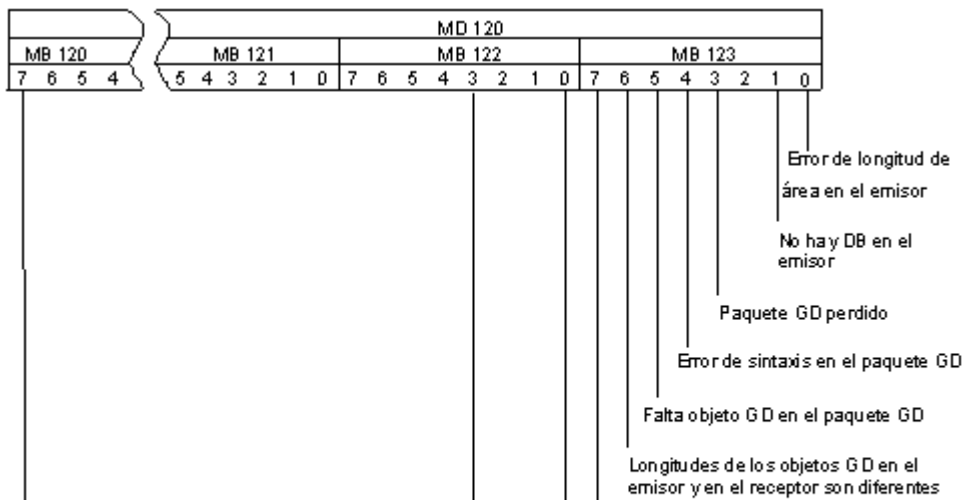 MD 120
MB 120 MB 121 MB 122 MB 123
7 6 5 4 5 4 3 2 1 0 7 6 5 4 3 2 1 0 7 6 5 4 3 2 1 0
Error de longitud de
área en el emisor
No hay DB en el
emisor
Paquete GD perdido
Error de sintaxis en el paquete GD
Falta objeto GD en el paquete GD
Longitudes de los objetos GD en el
emisor y en el receptor son diferentes